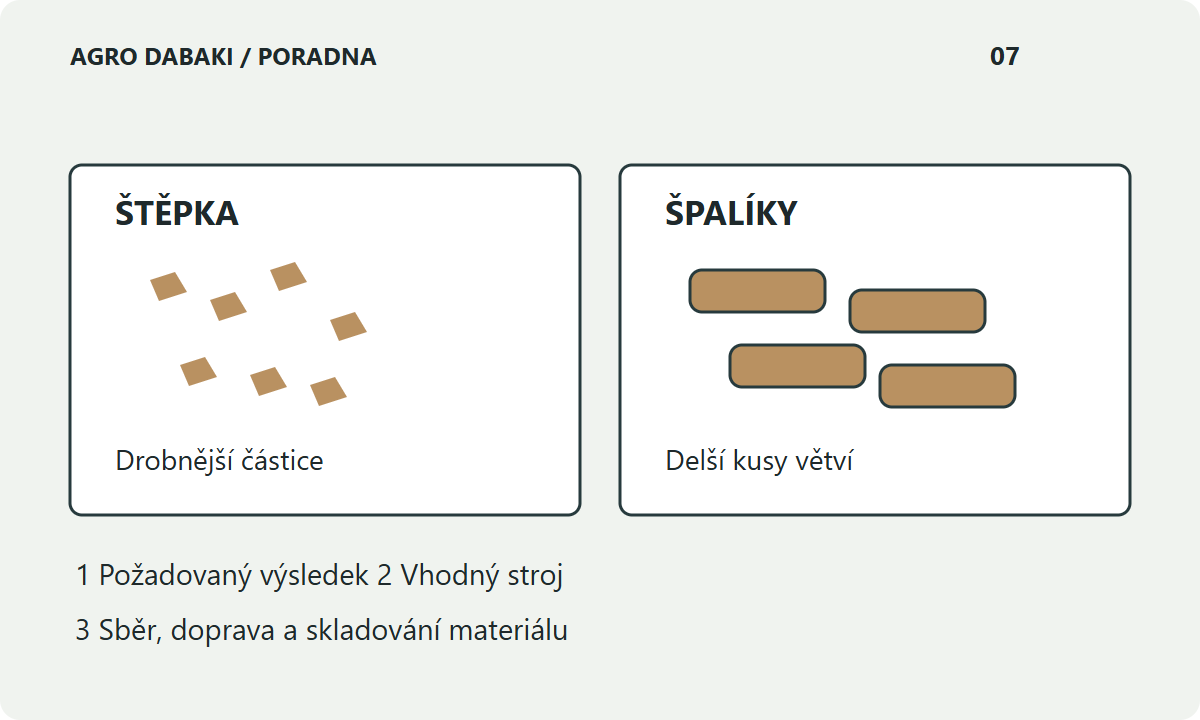 AGRO DABAKI / PORADNA
07
ŠTĚPKA
Drobnější částice
ŠPALÍKY
Delší kusy větví
1 Požadovaný výsledek 2 Vhodný stroj
3 Sběr, doprava a skladování materiálu